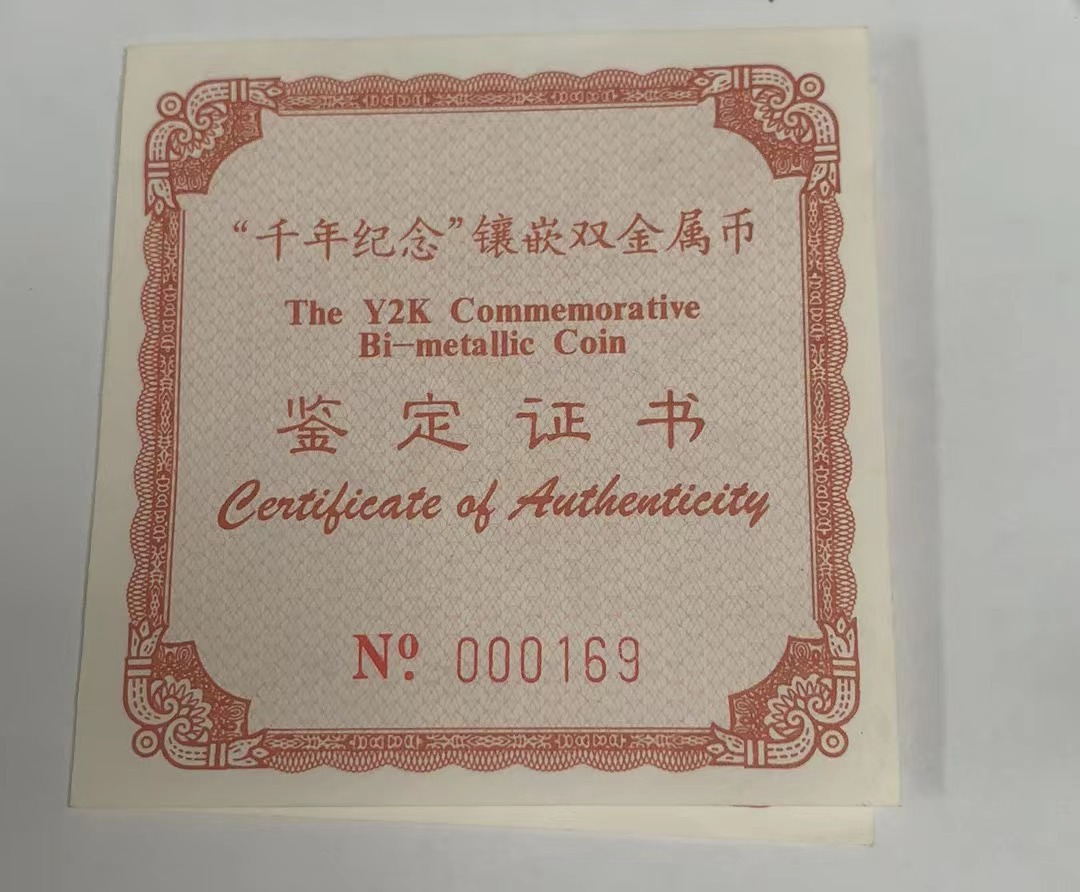 “千年纪念”镶嵌双金属币
The Y2K Commemorative
Bi-metallic Coin
鉴定证书
Certificate of Authenticity
Nº. 000169